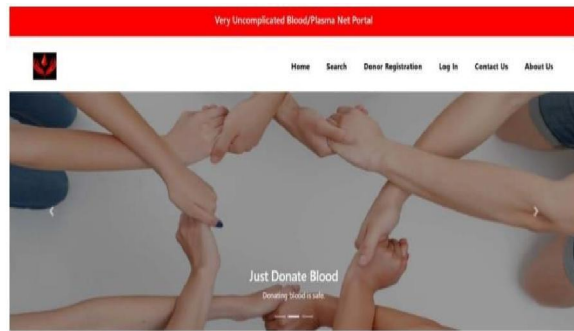 Very Uncomplicated Blood/Plasma Net Portal
Home Search Donor Registration Log In Contact Us About Us
Just Donate Blood
Donating blood is safe.